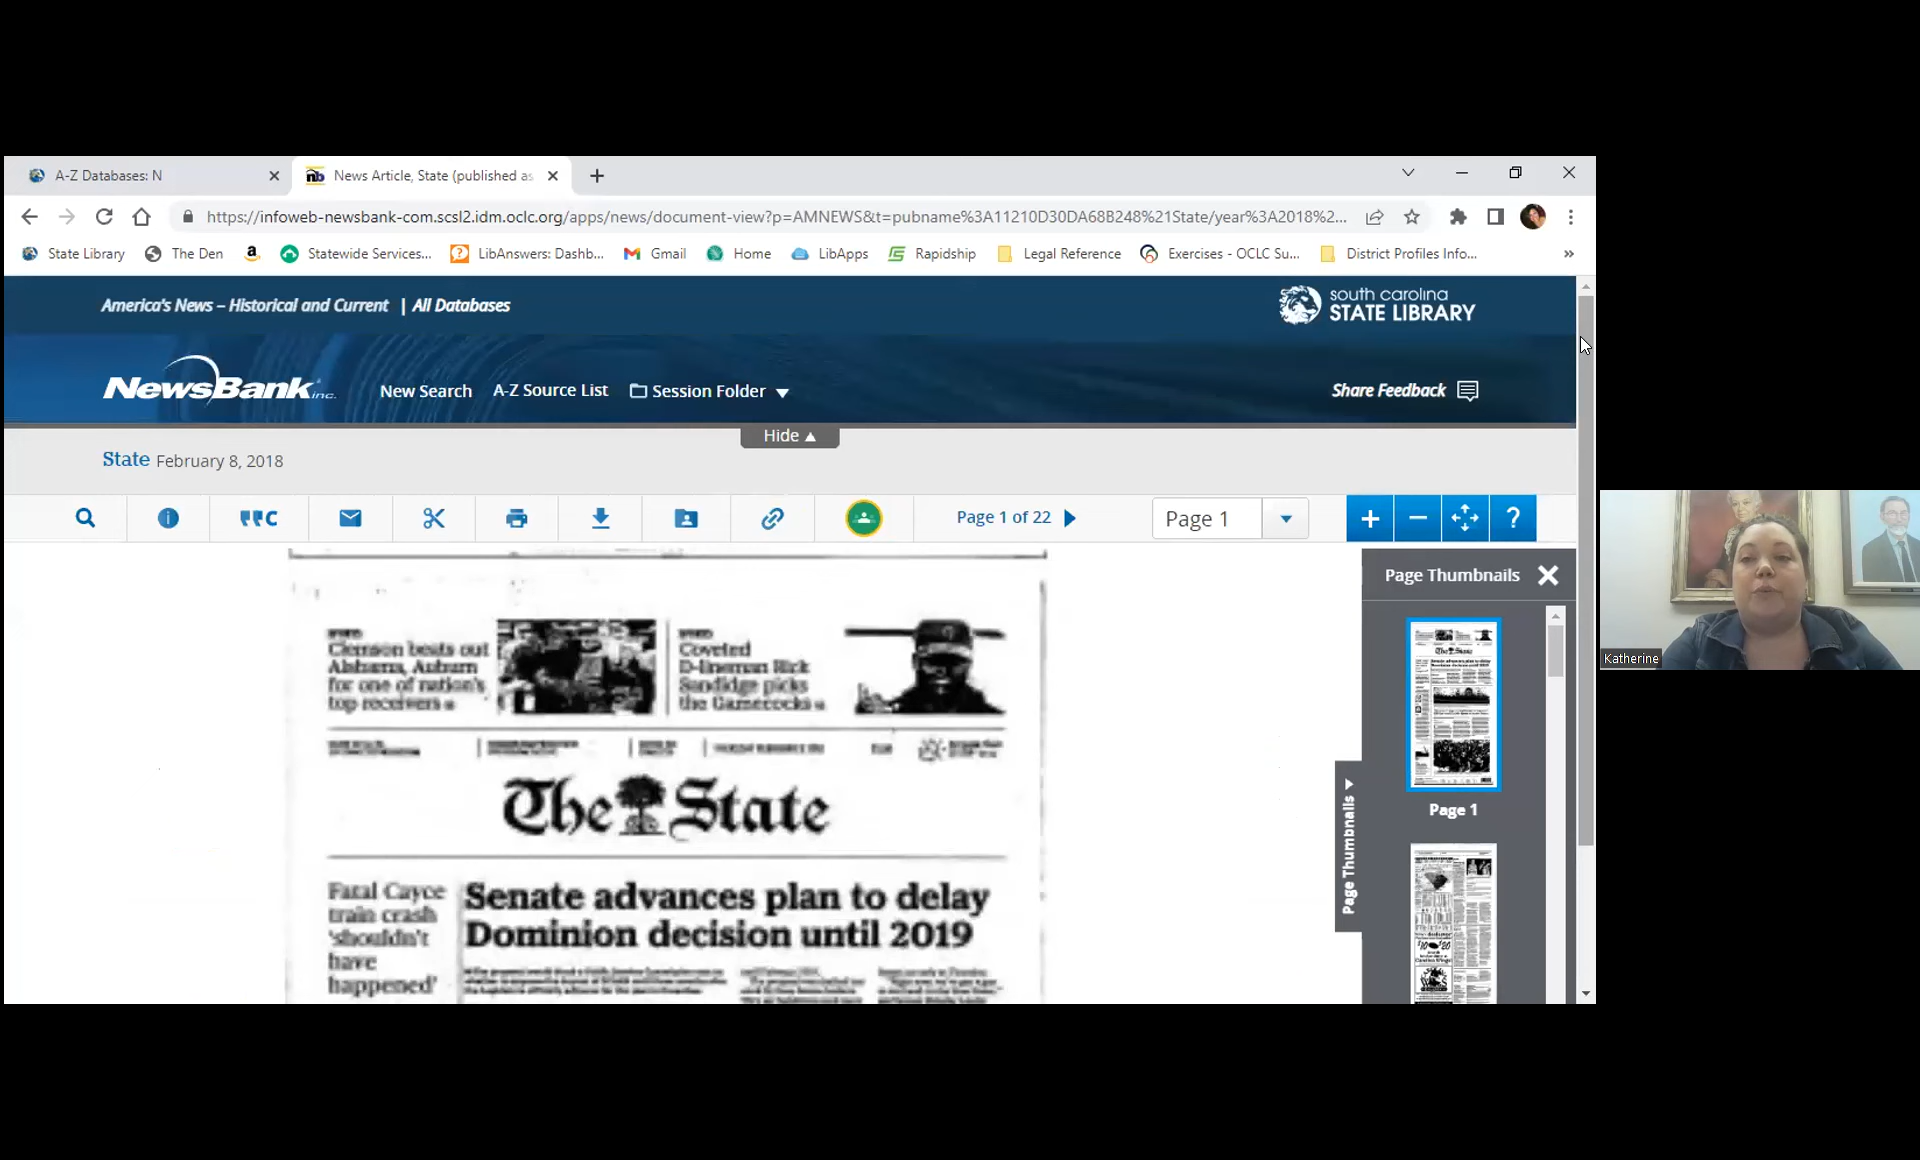 A-Z Databases: N
News Article, State (published as
https://infoweb-newsbank-com.scsl2.idm.oclc.org/apps/news/document-view?p=AMNEWS&t=pubname%3A11210D30DA68B248%21State/year%3A2018%2...
State Library
The Den
Statewide Services...
LibAnswers: Dashb...
Gmail
Home
LibApps
Rapidship
Legal Reference
Exercises - OCLC Su...
District Profiles Info...
»
America's News – Historical and Current | All Databases
south carolina
STATE LIBRARY
NewsBank inc.
New Search
A-Z Source List
Session Folder
Share Feedback
Hide
State February 8, 2018
Page 1 of 22
Page 1
Page Thumbnails
Clemson beats out
Alabama, Auburn
for one of nation's
top receivers
Coveted
D-lineman Rick
Sandidge picks
the Gamecocks
The State
Fatal Cayce
train crash
'shouldn't
have
happened'
Senate advances plan to delay
Dominion decision until 2019
Page 1
Page Thumbnails
Katherine